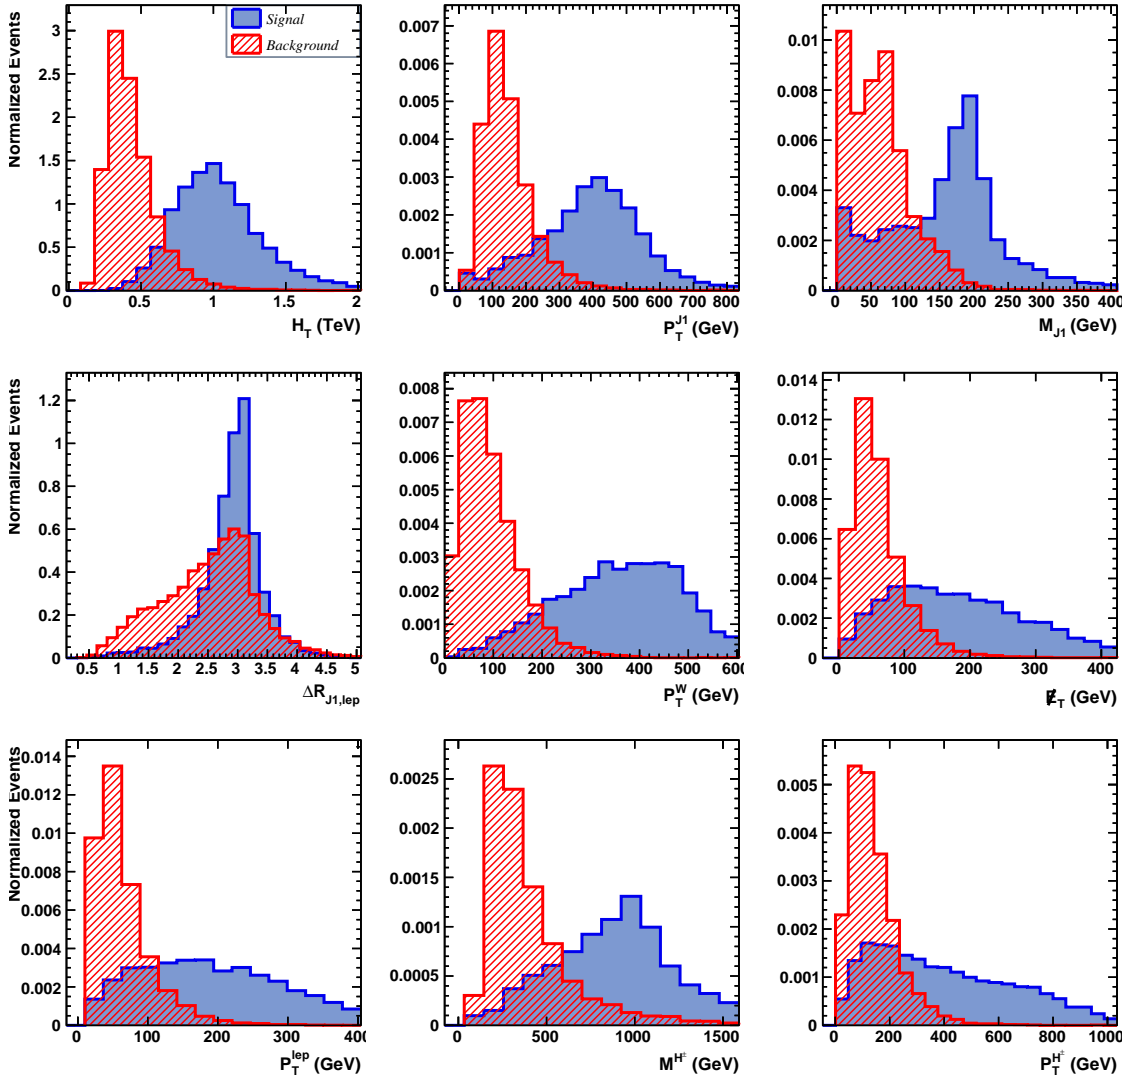 Normalized Events
3
2.5
2
1.5
1
0.5
0
0 0.5 1 1.5 2
H_T (TeV)
Signal
Background
0.007
0.006
0.005
0.004
0.003
0.002
0.001
0
0 100 200 300 400 500 600 700 800
P_T^J1 (GeV)
0.01
0.008
0.006
0.004
0.002
0
0 50 100 150 200 250 300 350 400
M_J1 (GeV)
Normalized Events
1.2
1
0.8
0.6
0.4
0.2
0
0.5 1 1.5 2 2.5 3 3.5 4 4.5 5
ΔR_J1,lep
0.008
0.007
0.006
0.005
0.004
0.003
0.002
0.001
0
0 100 200 300 400 500 600
P_T^W (GeV)
0.014
0.012
0.01
0.008
0.006
0.004
0.002
0
0 100 200 300 400
E̸_T (GeV)
Normalized Events
0.014
0.012
0.01
0.008
0.006
0.004
0.002
0
0 100 200 300 400
P_T^lep (GeV)
0.0025
0.002
0.0015
0.001
0.0005
0
0 500 1000 1500
M^H± (GeV)
0.005
0.004
0.003
0.002
0.001
0
0 200 400 600 800 1000
P_T^H± (GeV)